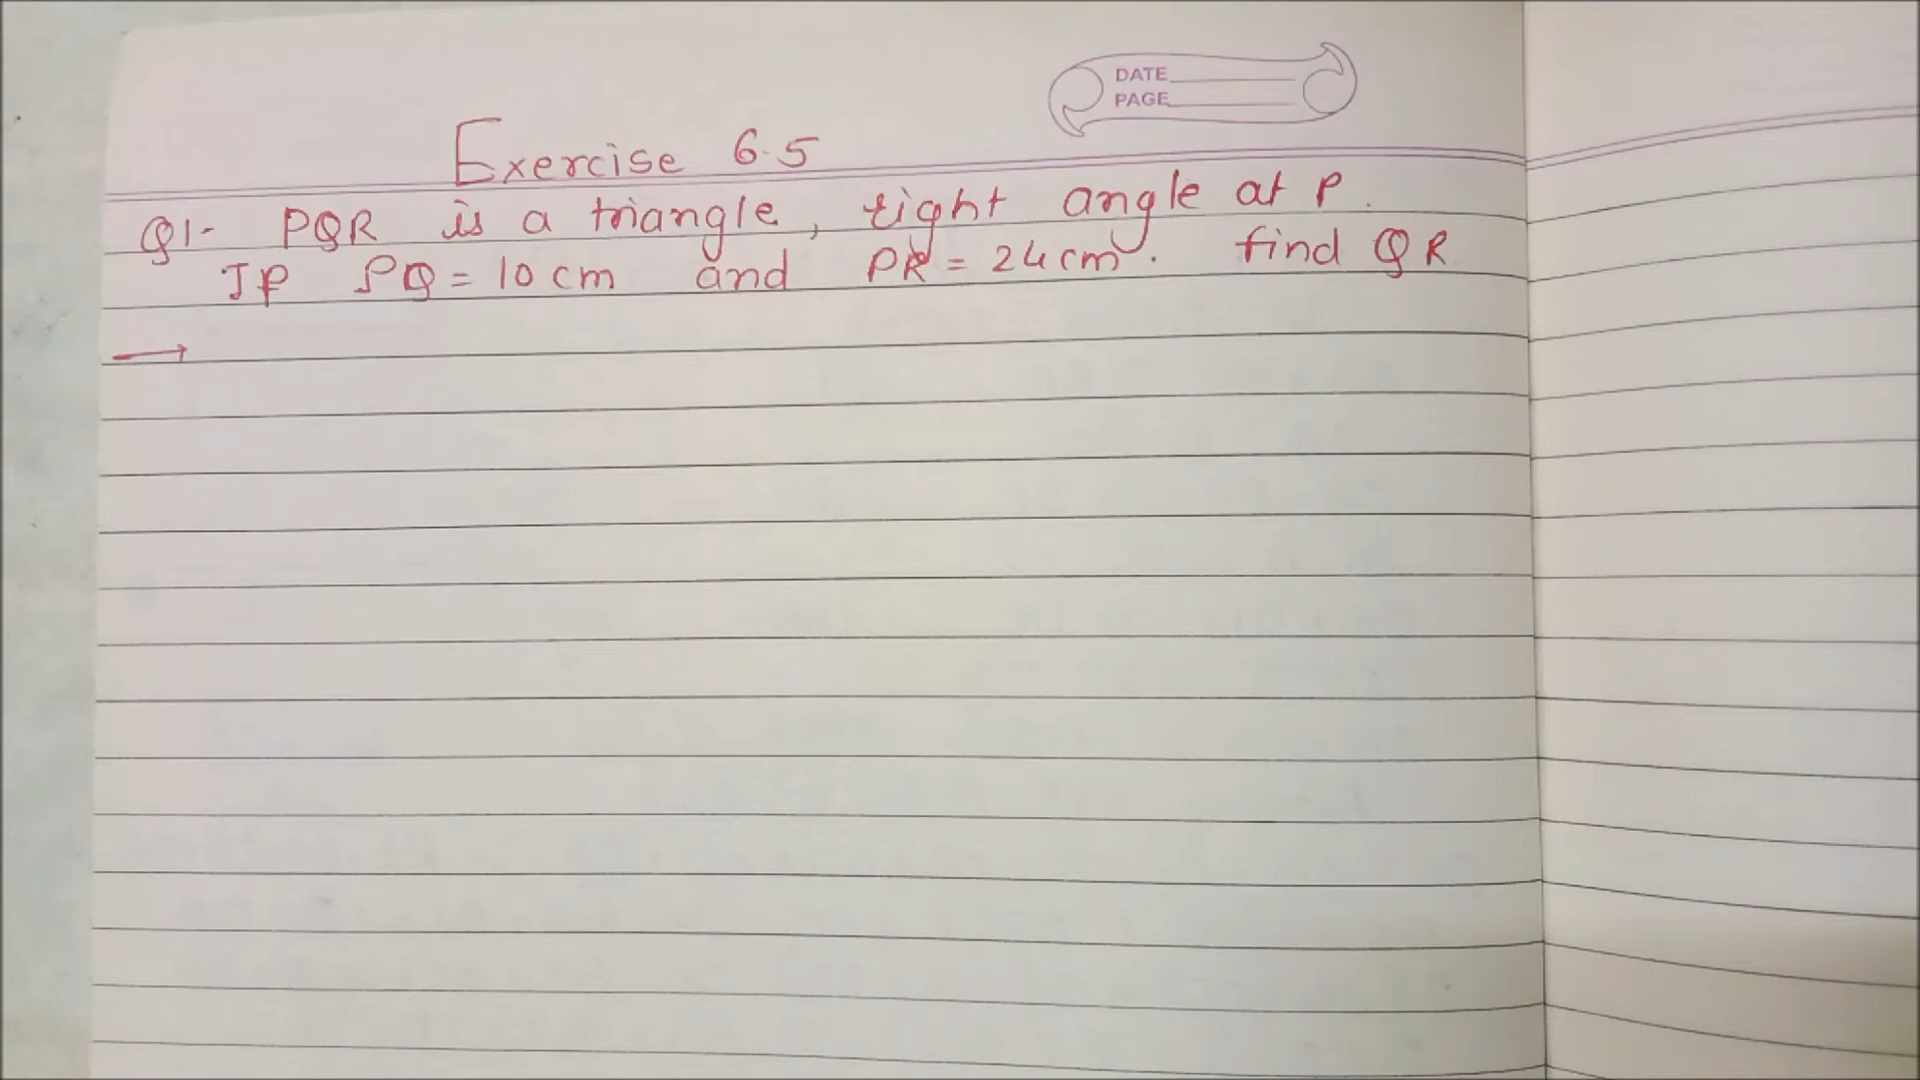 DATE
PAGE
Exercise 6.5
Q1- PQR is a triangle, right angle at P.
If PQ = 10 cm and PR = 24 cm. find QR
→